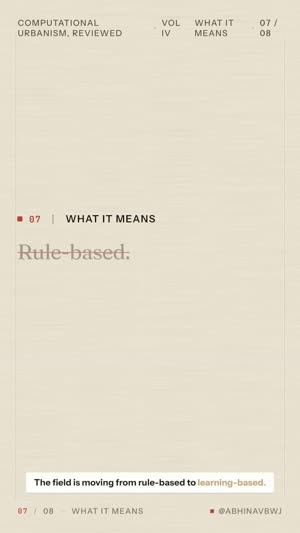 COMPUTATIONAL URBANISM, REVIEWED · VOL IV WHAT IT MEANS · 07 / 08
07 | WHAT IT MEANS
Rule-based.
The field is moving from rule-based to learning-based.
07 / 08 — WHAT IT MEANS @ABHINAVBWJ